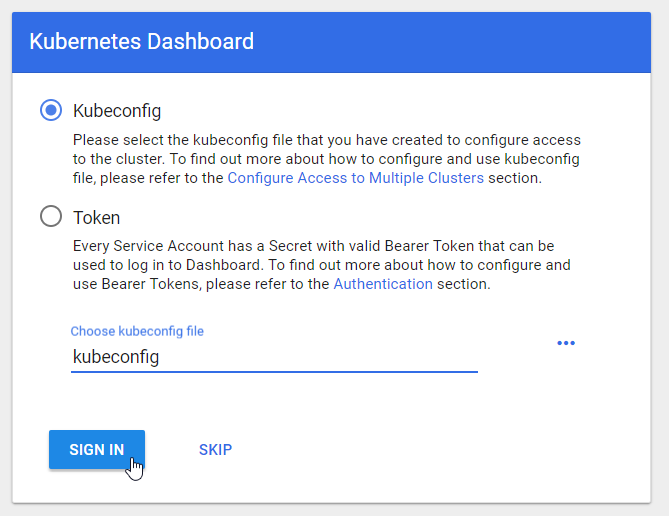 Kubernetes Dashboard
Kubeconfig
Please select the kubeconfig file that you have created to configure access
to the cluster. To find out more about how to configure and use kubeconfig
file, please refer to the Configure Access to Multiple Clusters section.
Token
Every Service Account has a Secret with valid Bearer Token that can be
used to log in to Dashboard. To find out more about how to configure and
use Bearer Tokens, please refer to the Authentication section.
Choose kubeconfig file
kubeconfig
SIGN IN SKIP